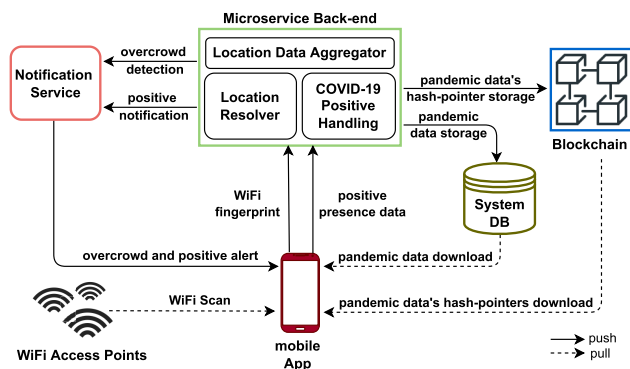 Microservice Back-end
Location Data Aggregator
Location
Resolver
COVID-19
Positive
Handling
Notification
Service
overcrowd
detection
positive
notification
pandemic data's
hash-pointer storage
pandemic
data storage
Blockchain
System
DB
WiFi
fingerprint
positive
presence data
overcrowd and positive alert
pandemic data download
WiFi Scan
pandemic data's hash-pointers download
WiFi Access Points
mobile
App
push
pull